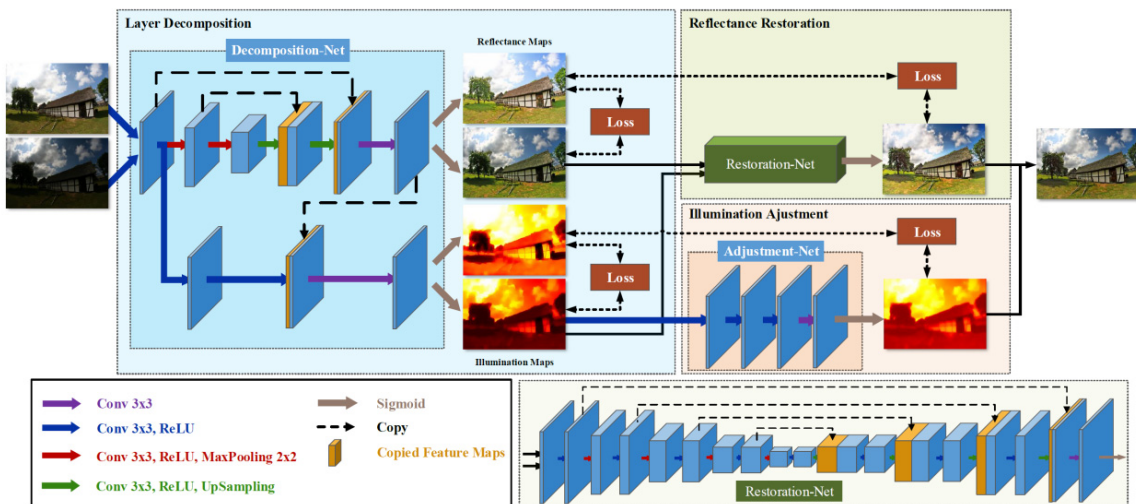 Layer Decomposition
Reflectance Restoration
Decomposition-Net
Reflectance Maps
Loss
Loss
Restoration-Net
Illumination Ajustment
Loss
Adjustment-Net
Loss
Illumination Maps
Conv 3x3
Sigmoid
Conv 3x3, ReLU
Copy
Conv 3x3, ReLU, MaxPooling 2x2
Copied Feature Maps
Conv 3x3, ReLU, UpSampling
Restoration-Net